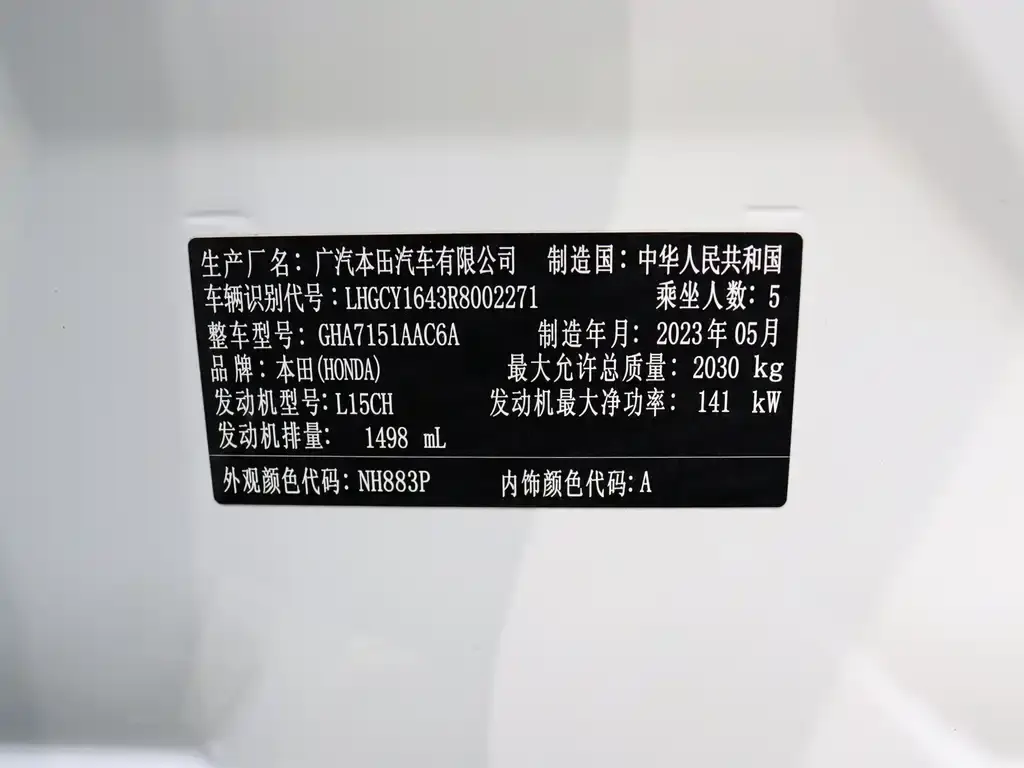 生产厂名：广汽本田汽车有限公司 制造国：中华人民共和国
车辆识别代号：LHGCY1643R8002271 乘坐人数：5
整车型号：GHA7151AAC6A 制造年月：2023年05月
品牌：本田(HONDA) 最大允许总质量：2030 kg
发动机型号：L15CH 发动机最大净功率：141 kW
发动机排量： 1498 mL
外观颜色代码：NH883P 内饰颜色代码：A